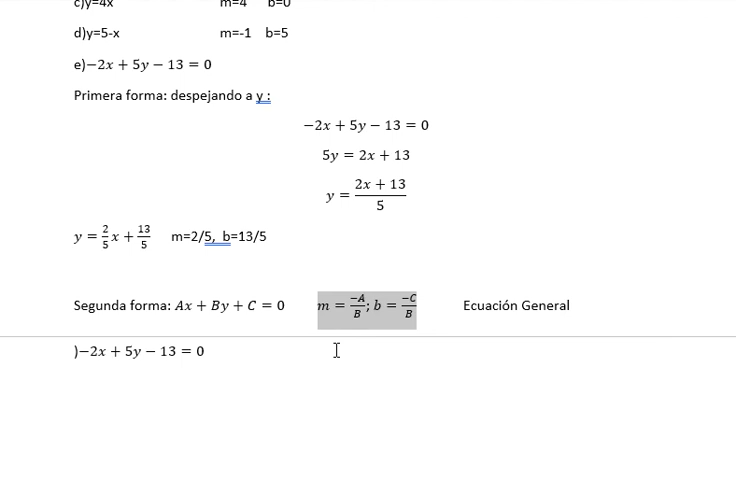 c)y=4x m=4 b=0
d)y=5-x m=-1 b=5
e)−2x + 5y − 13 = 0
Primera forma: despejando a y :
−2x + 5y − 13 = 0
5y = 2x + 13
y = (2x + 13)/5
y = 2/5 x + 13/5 m=2/5, b=13/5
Segunda forma: Ax + By + C = 0 m = −A/B ; b = −C/B Ecuación General
)−2x + 5y − 13 = 0